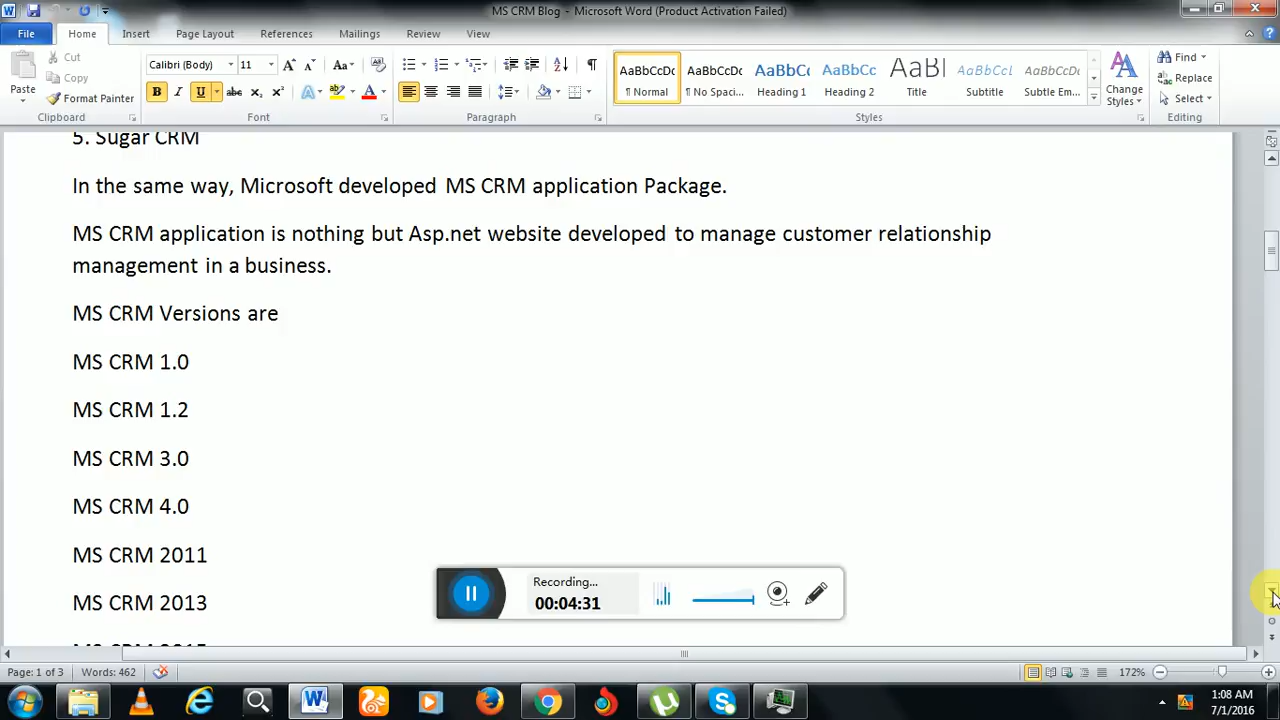 MS CRM Blog - Microsoft Word (Product Activation Failed)
File Home Insert Page Layout References Mailings Review View
Paste
Cut
Copy
Format Painter
Clipboard
Calibri (Body) 11
Font
Paragraph
AaBbCcDc AaBbCcDc AaBbCc AaBbCc AaBI AaBbCcL AaBbCcDc
¶ Normal ¶ No Spaci... Heading 1 Heading 2 Title Subtitle Subtle Em...
Change Styles
Styles
Find
Replace
Select
Editing
5. Sugar CRM
In the same way, Microsoft developed MS CRM application Package.
MS CRM application is nothing but Asp.net website developed to manage customer relationship
management in a business.
MS CRM Versions are
MS CRM 1.0
MS CRM 1.2
MS CRM 3.0
MS CRM 4.0
MS CRM 2011
MS CRM 2013
Recording...
00:04:31
Page: 1 of 3 Words: 462 172%
1:08 AM
7/1/2016